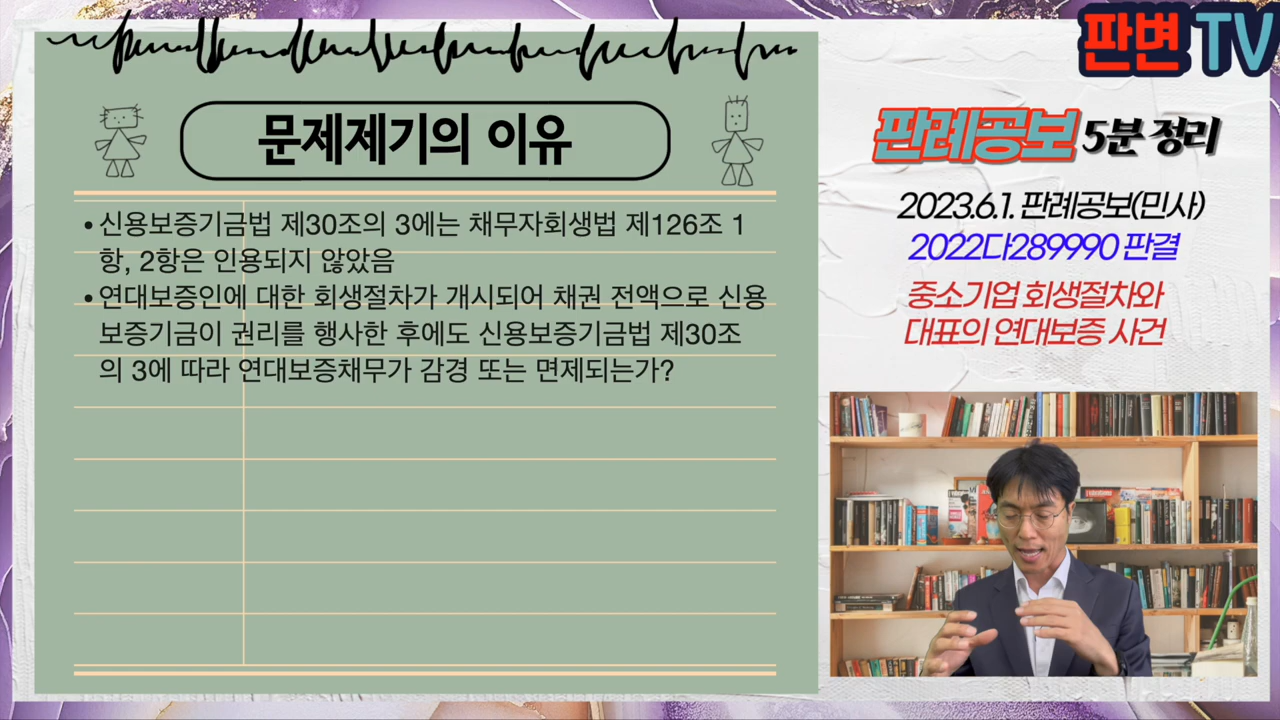 문제제기의 이유
• 신용보증기금법 제30조의 3에는 채무자회생법 제126조 1
항, 2항은 인용되지 않았음
• 연대보증인에 대한 회생절차가 개시되어 채권 전액으로 신용
보증기금이 권리를 행사한 후에도 신용보증기금법 제30조
의 3에 따라 연대보증채무가 감경 또는 면제되는가?
판변 TV
판례공보 5분 정리
2023.6.1. 판례공보(민사)
2022다289990 판결
중소기업 회생절차와
대표의 연대보증 사건